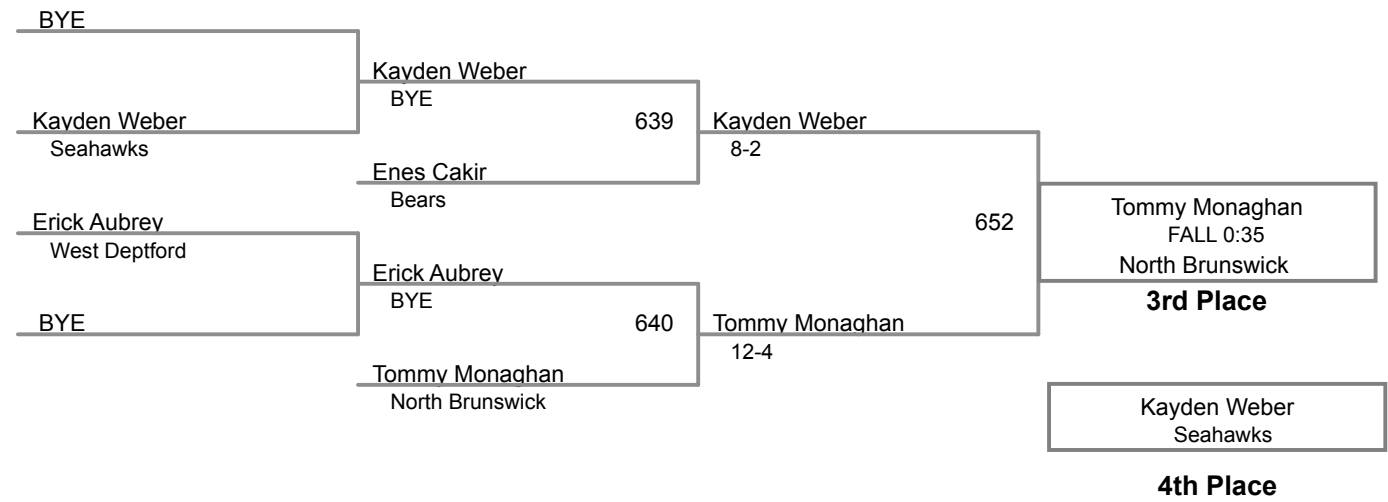 BYE
Kayden Weber
BYE
Kayden Weber
Seahawks
639
Kayden Weber
8-2
Enes Cakir
Bears
Erick Aubrey
West Deptford
652
Tommy Monaghan
FALL 0:35
North Brunswick
3rd Place
Erick Aubrey
BYE
BYE
640
Tommy Monaghan
12-4
Tommy Monaghan
North Brunswick
Kayden Weber
Seahawks
4th Place